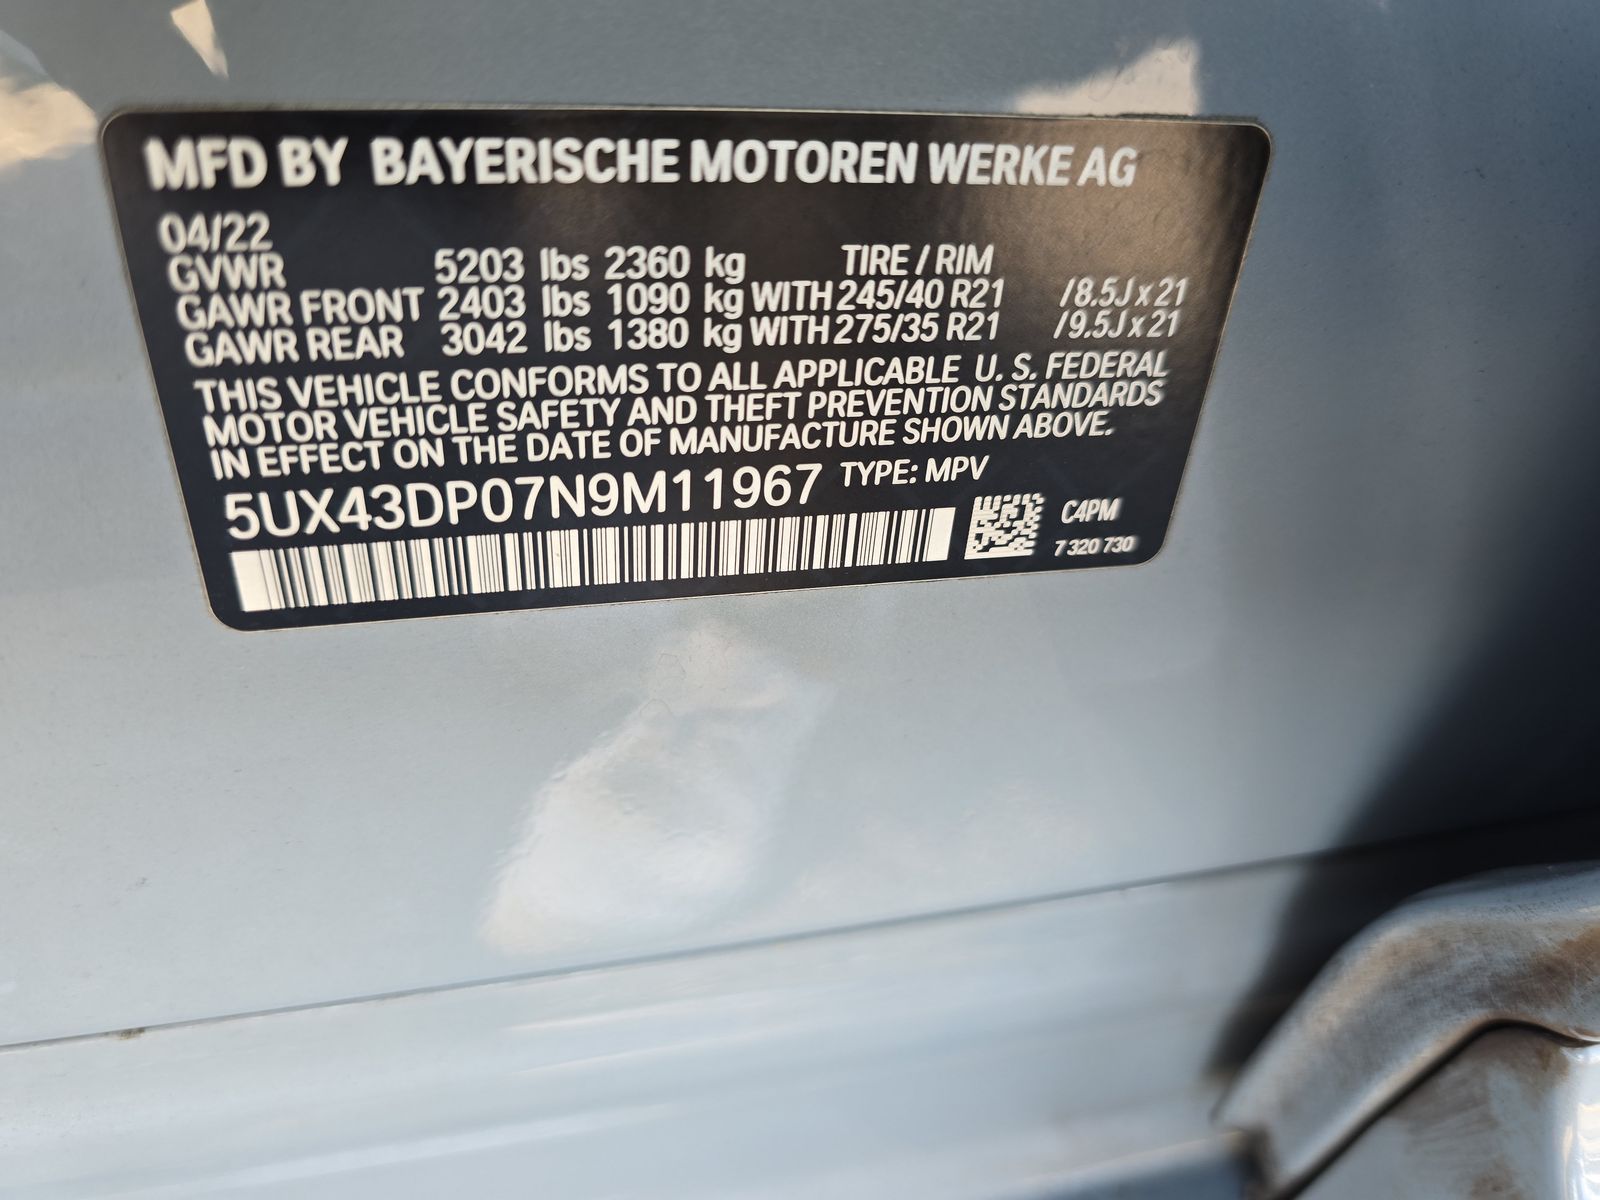 MFD BY BAYERISCHE MOTOREN WERKE AG
04/22
GVWR 5203 lbs 2360 kg TIRE / RIM
GAWR FRONT 2403 lbs 1090 kg WITH 245/40 R21 /8.5J x 21
GAWR REAR 3042 lbs 1380 kg WITH 275/35 R21 /9.5J x 21
THIS VEHICLE CONFORMS TO ALL APPLICABLE U. S. FEDERAL
MOTOR VEHICLE SAFETY AND THEFT PREVENTION STANDARDS
IN EFFECT ON THE DATE OF MANUFACTURE SHOWN ABOVE.
5UX43DP07N9M11967 TYPE: MPV
C4PM
7 320 730